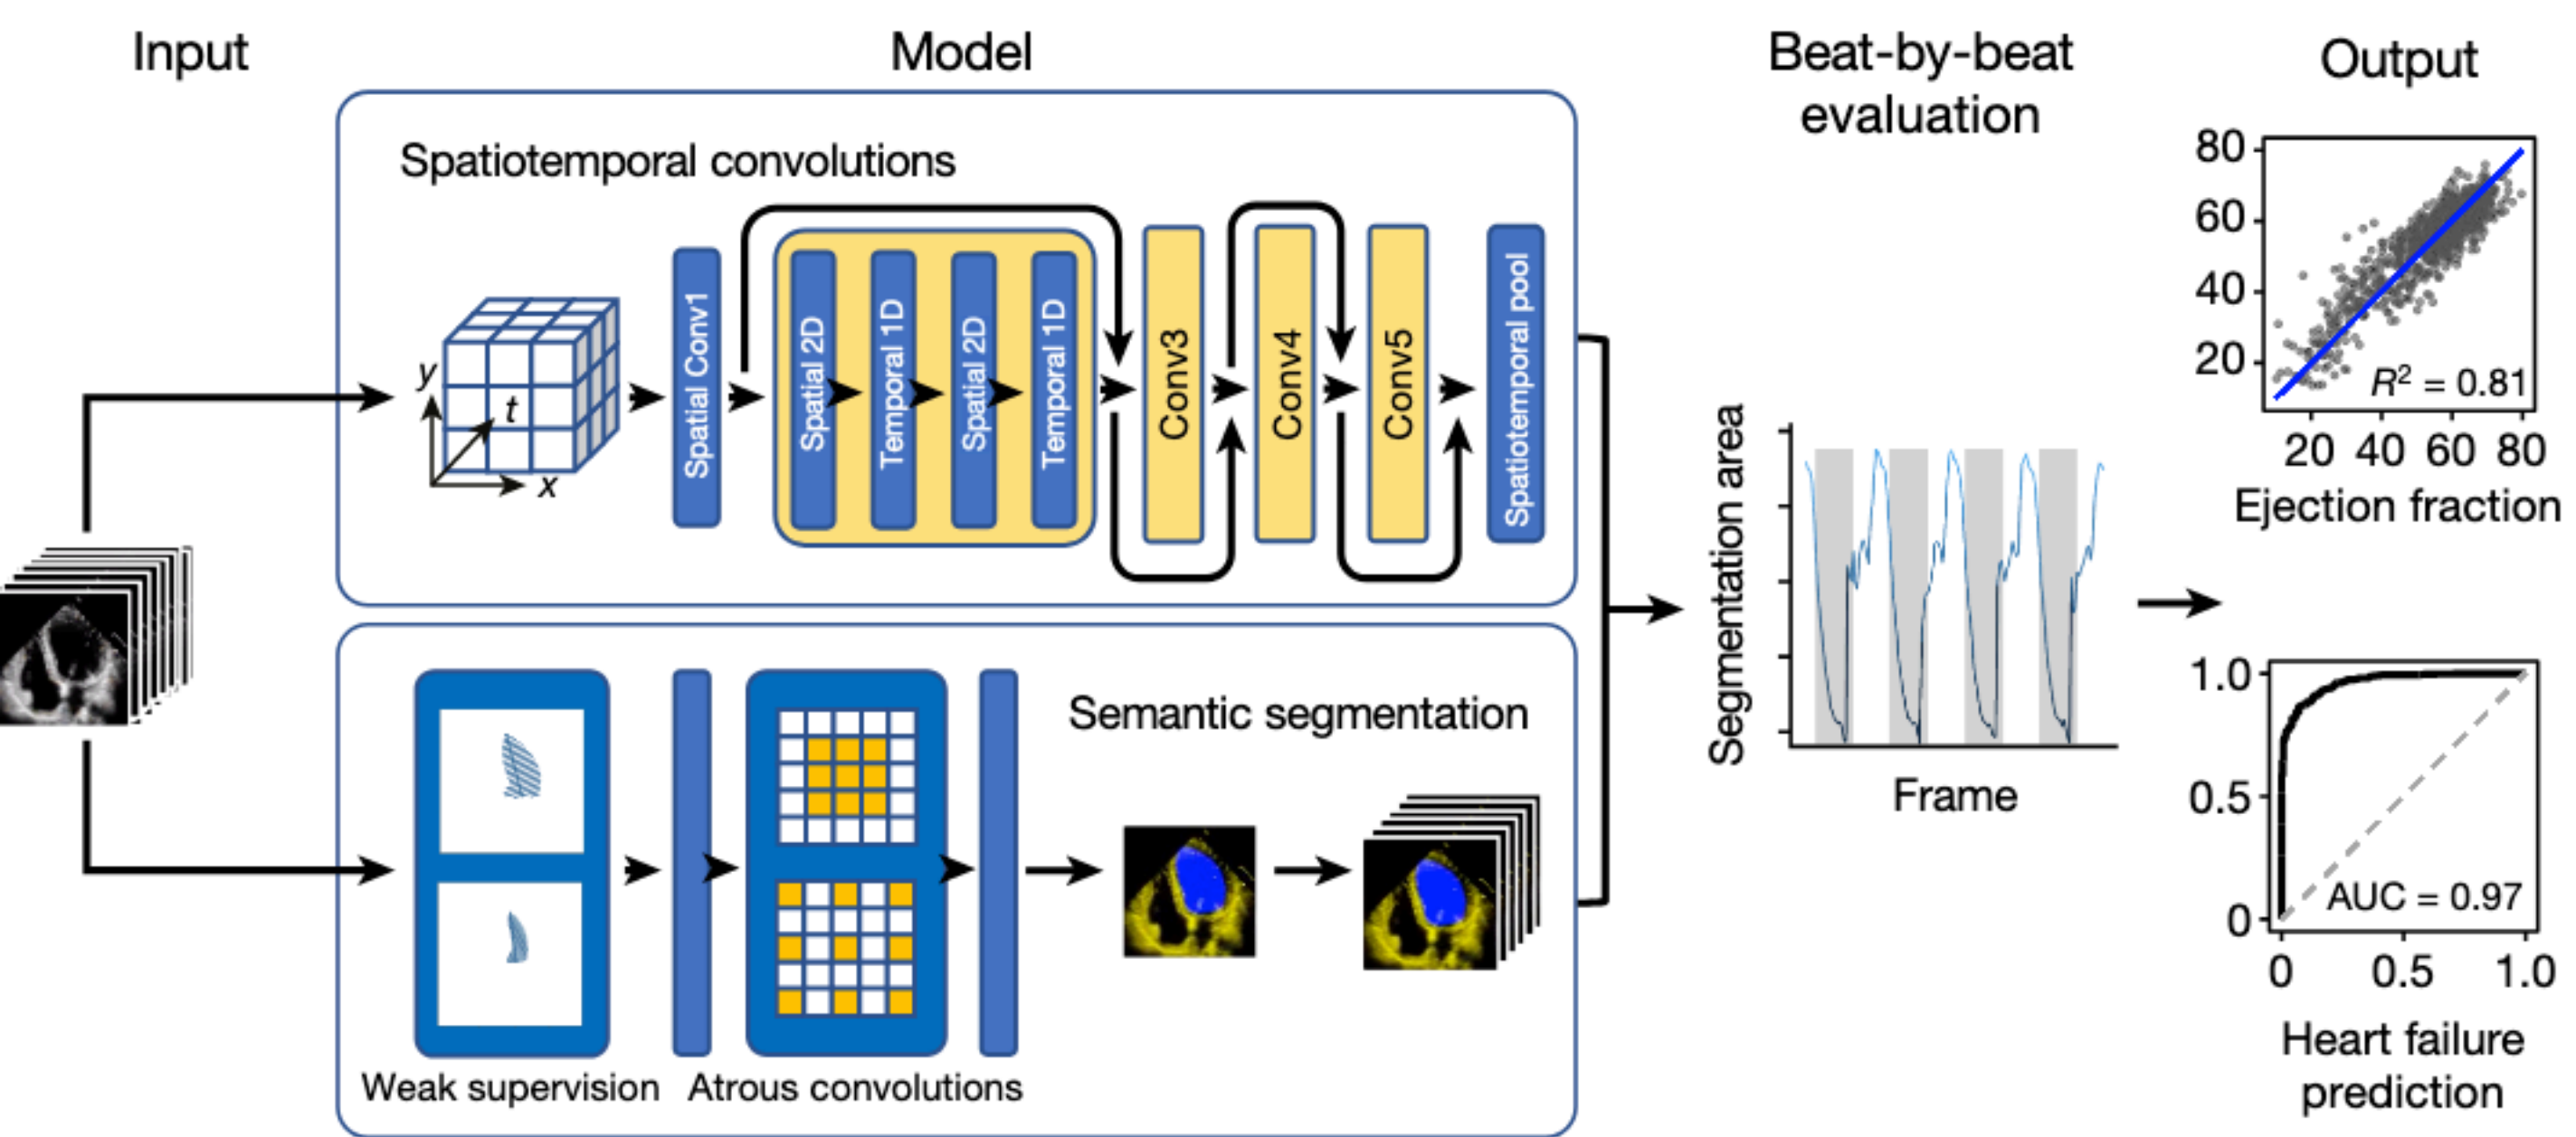 Input
Model
Beat-by-beat
evaluation
Output
Spatiotemporal convolutions
y
t
x
Spatial Conv1
Spatial 2D
Temporal 1D
Spatial 2D
Temporal 1D
Conv3
Conv4
Conv5
Spatiotemporal pool
Weak supervision
Atrous convolutions
Semantic segmentation
Segmentation area
Frame
80
60
40
20
R² = 0.81
20 40 60 80
Ejection fraction
1.0
0.5
0
AUC = 0.97
0 0.5 1.0
Heart failure
prediction